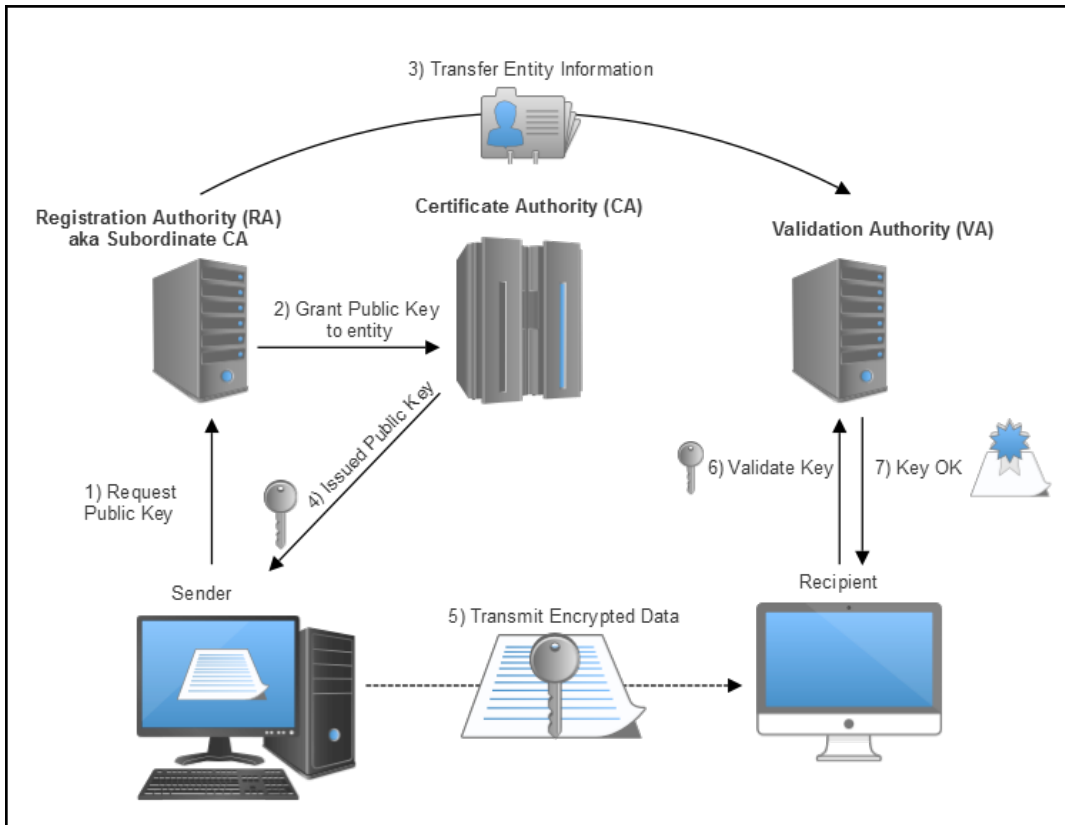 3) Transfer Entity Information
Registration Authority (RA)
aka Subordinate CA
Certificate Authority (CA)
Validation Authority (VA)
2) Grant Public Key
to entity
4) Issued Public Key
1) Request
Public Key
6) Validate Key
7) Key OK
Sender
Recipient
5) Transmit Encrypted Data